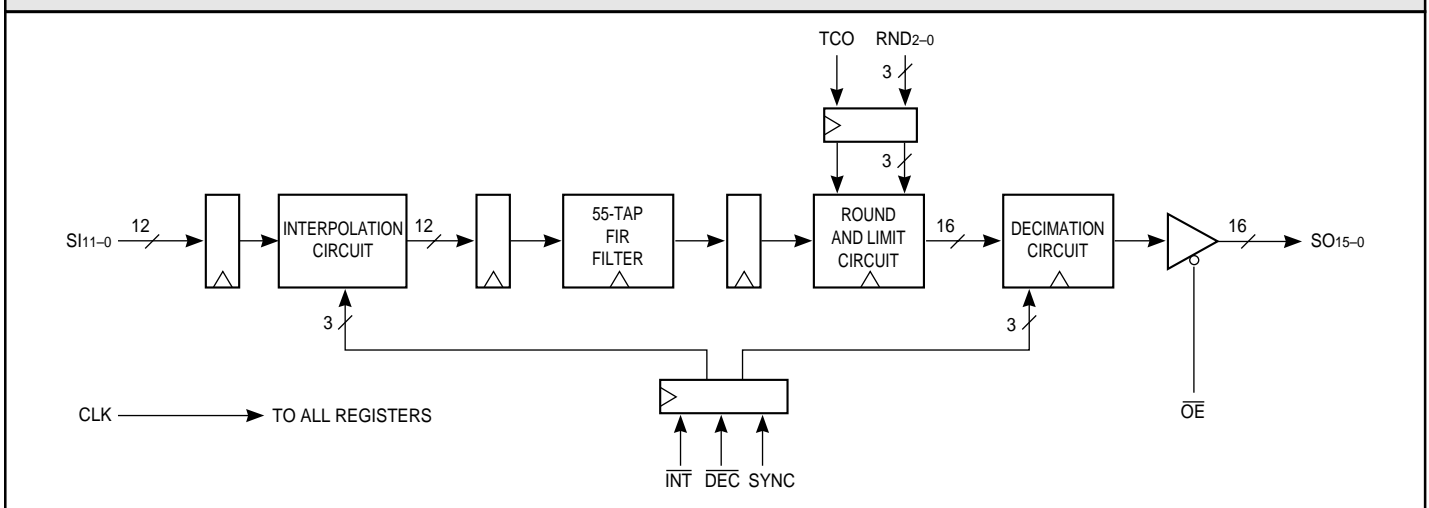 TCO RND2–0
3
3
SI11–0
12
INTERPOLATION
CIRCUIT
12
55-TAP
FIR
FILTER
ROUND
AND LIMIT
CIRCUIT
16
DECIMATION
CIRCUIT
16
SO15–0
3
3
CLK TO ALL REGISTERS
OE
INT DEC SYNC